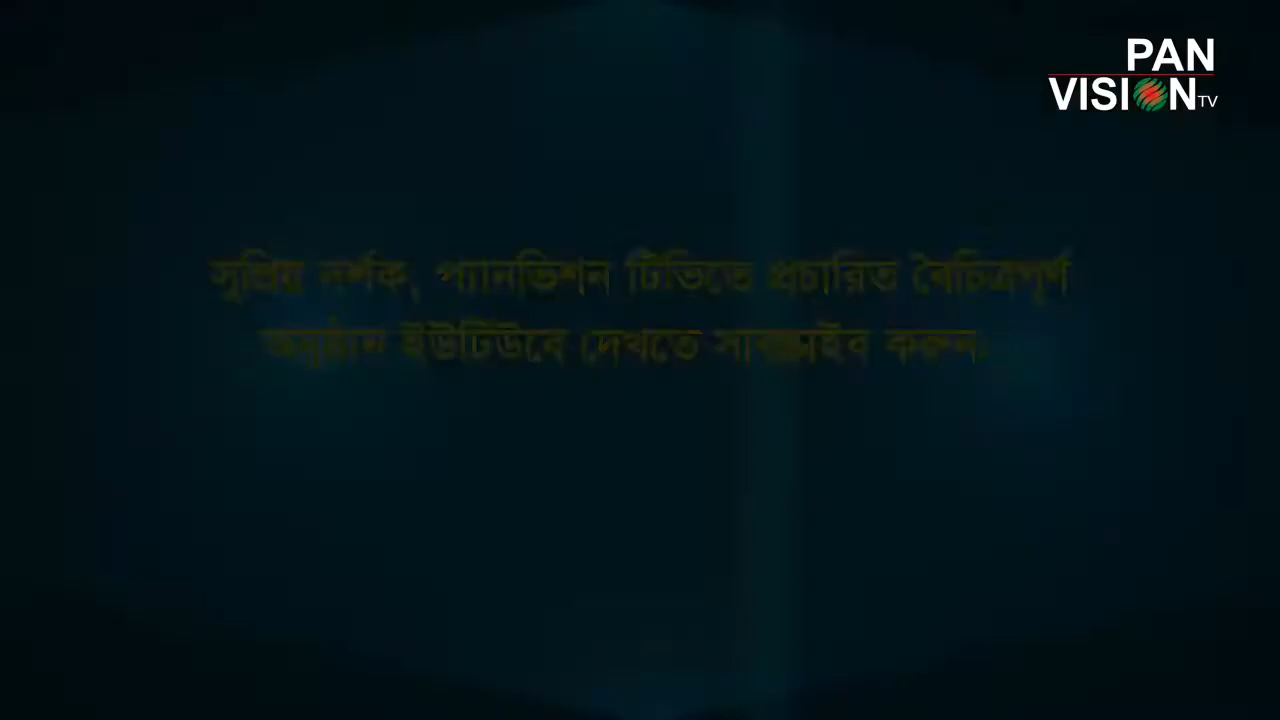 PAN
VISION TV
সুপ্রিয় দর্শক, প্যানভিশন টিভিতে প্রচারিত বৈচিত্রপূর্ণ
অনুষ্ঠান ইউটিউবে দেখতে সাবস্ক্রাইব করুন